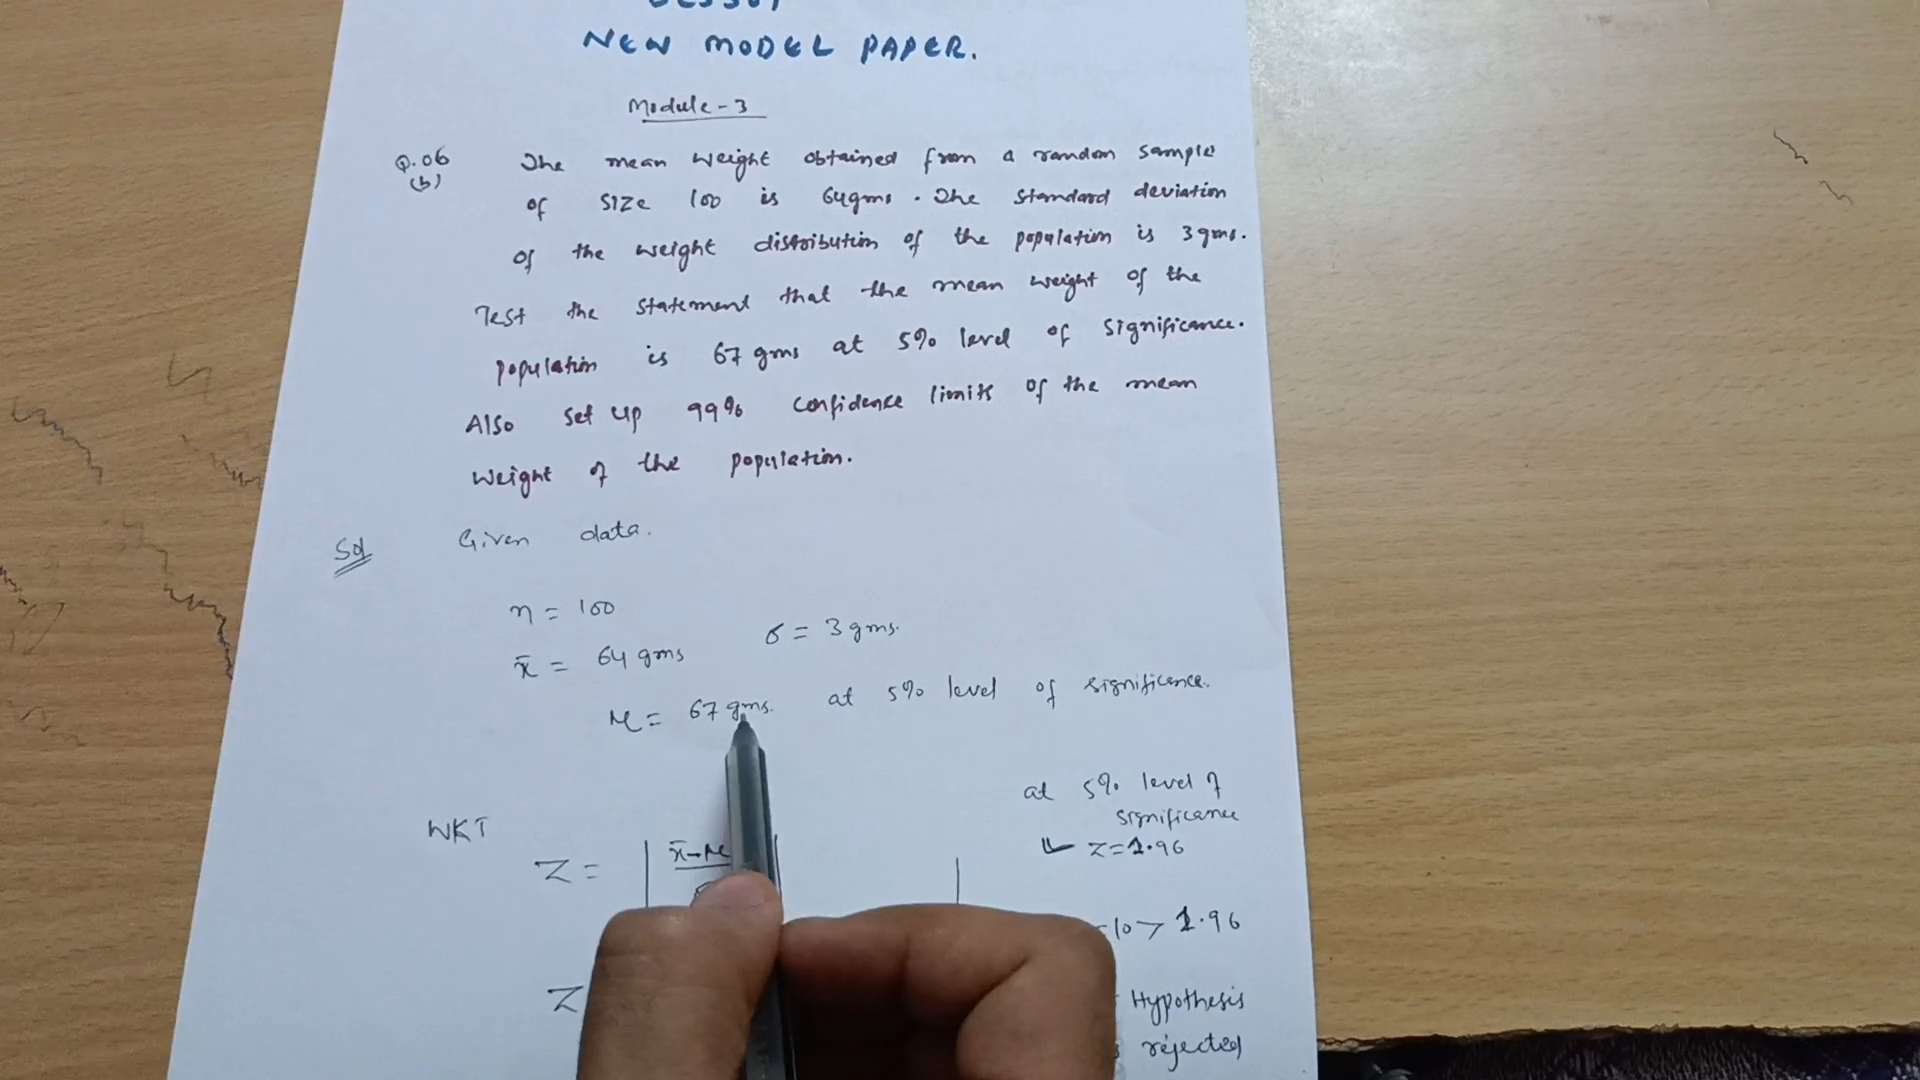 NEW MODEL PAPER.
Module-3
Q.06 The mean weight obtained from a random sample
(b) of size 100 is 64gms. The standard deviation
of the weight distribution of the population is 3gms.
Test the statement that the mean weight of the
population is 67 gms at 5% level of significance.
Also set up 99% confidence limits of the mean
weight of the population.
Sol Given data.
n = 100
x̄ = 64 gms σ = 3 gms.
μ = 67 gms. at 5% level of significance.
at 5% level of
significance
WKT
Z = | x̄-μ | |
Z=1.96
10 > 1.96
Z
Hypothesis
rejected